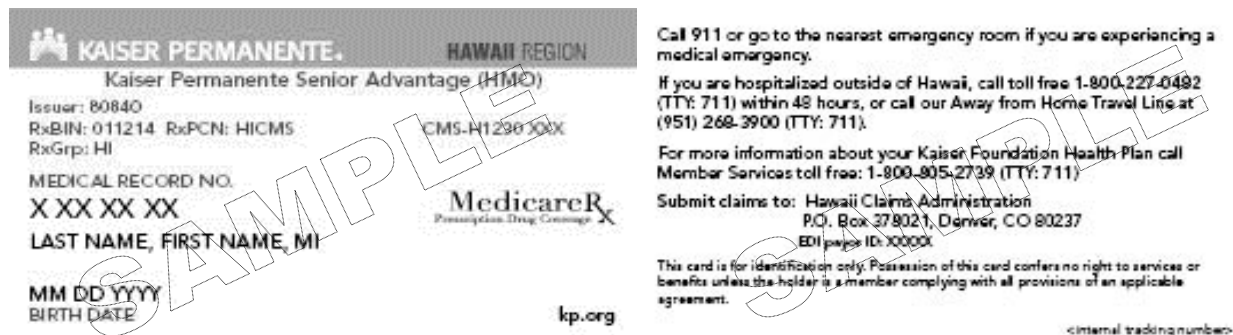 KAISER PERMANENTE. HAWAII REGION
Kaiser Permanente Senior Advantage (HMO)
Issuer: 80840
RxBIN: 011214 RxPCN: HICMS CMS-H1230 XXX
RxGrp: HI
MEDICAL RECORD NO.
X XX XX XX
MedicareRx
Prescription Drug Coverage
LAST NAME, FIRST NAME, MI
MM DD YYYY
BIRTH DATE
kp.org
SAMPLE
Call 911 or go to the nearest emergency room if you are experiencing a
medical emergency.
If you are hospitalized outside of Hawaii, call toll free 1-800-227-0482
(TTY: 711) within 48 hours, or call our Away from Home Travel Line at
(951) 268-3900 (TTY: 711).
For more information about your Kaiser Foundation Health Plan call
Member Services toll free: 1-800-805-2739 (TTY: 711)
Submit claims to: Hawaii Claims Administration
P.O. Box 378021, Denver, CO 80237
EDI payor ID: XXXXX
This card is for identification only. Possession of this card confers no right to services or
benefits unless the holder is a member complying with all provisions of an applicable
agreement.
<internal tracking number>
SAMPLE